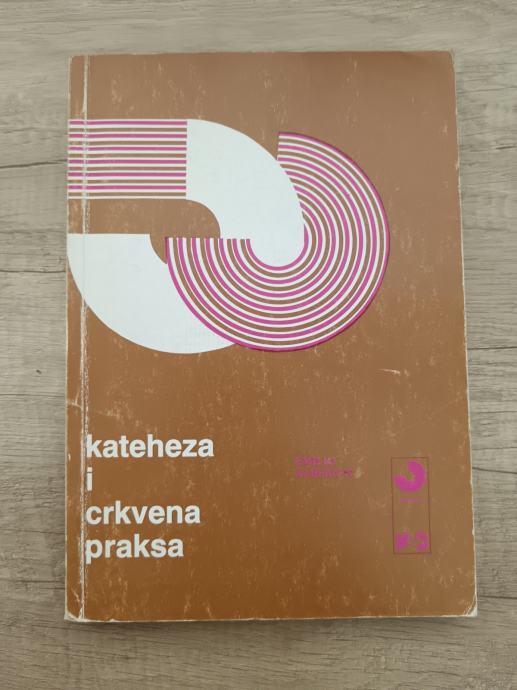 kateheza
i
crkvena
praksa